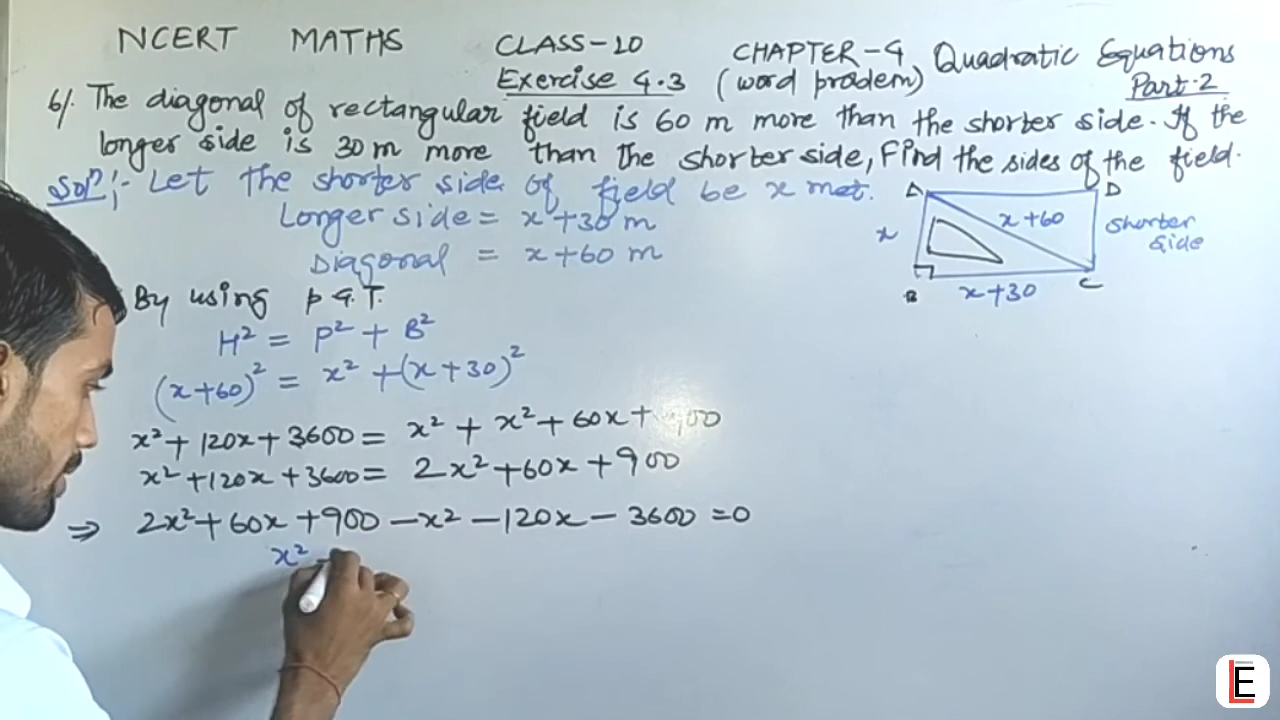 NCERT MATHS CLASS-10 CHAPTER-4 Quadratic Equations
Exercise 4.3 (word problem) Part-2
6/. The diagonal of rectangular field is 60 m more than the shorter side. If the
longer side is 30 m more than the shorter side, Find the sides of the field.
Solⁿ:- Let the shorter side of field be x met.
Longer side = x+30 m
Diagonal = x+60 m
A D
x x+60 shorter
side
B x+30 C
By using P.G.T.
H² = P² + B²
(x+60)² = x² + (x+30)²
x² + 120x + 3600 = x² + x² + 60x + 900
x² + 120x + 3600 = 2x² + 60x + 900
⇒ 2x² + 60x + 900 - x² - 120x - 3600 = 0
x² -
LE